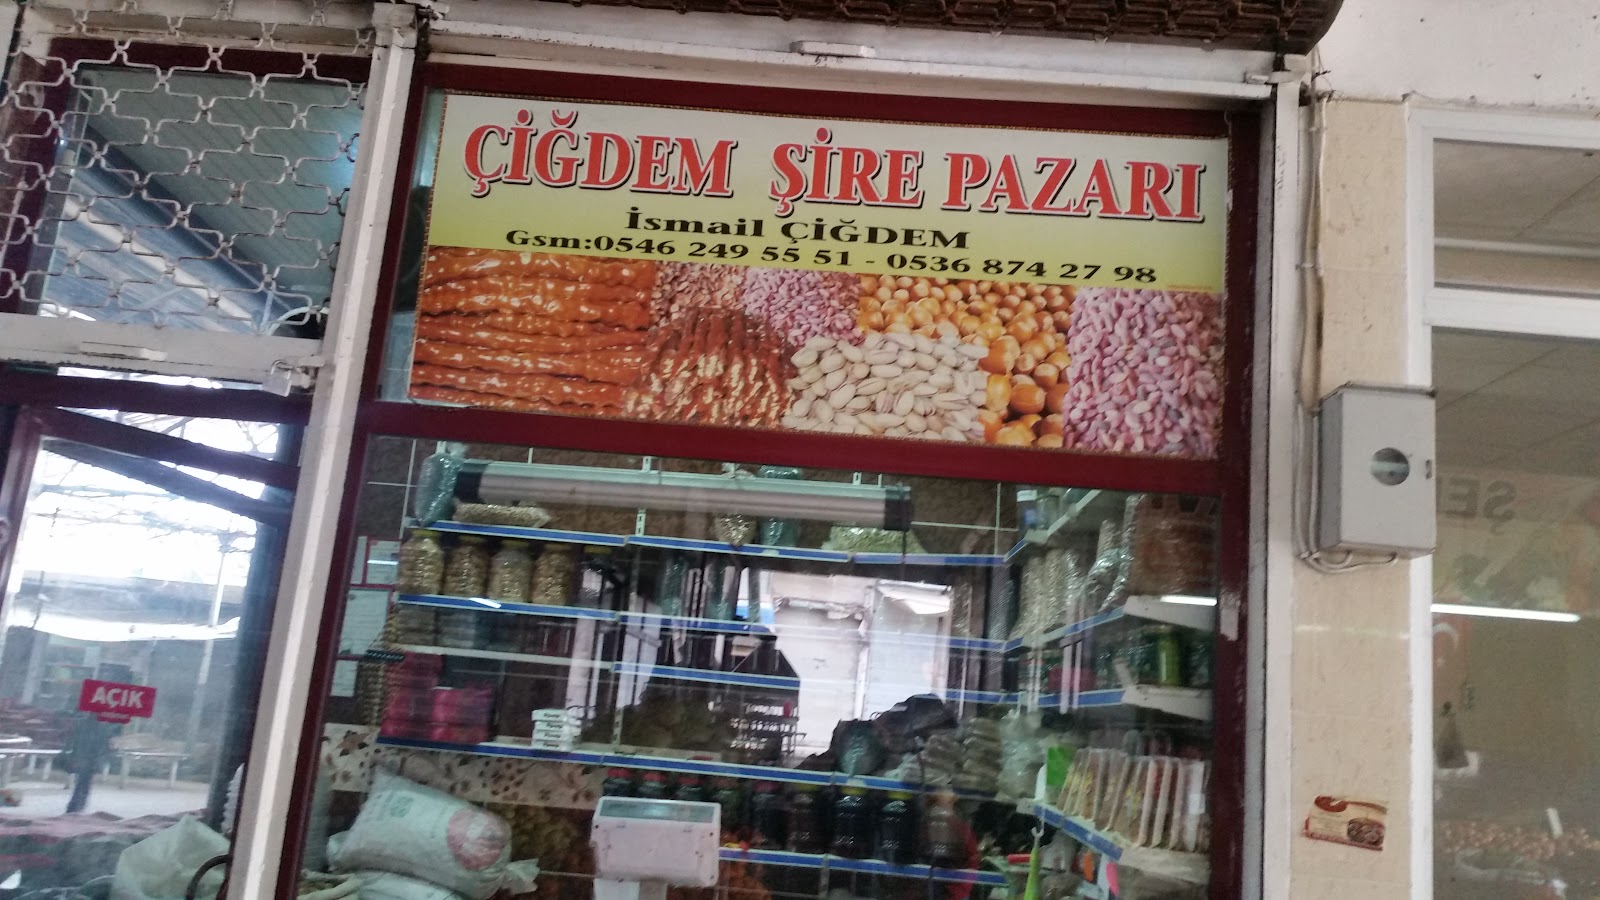 ÇİĞDEM ŞİRE PAZARI
İsmail ÇİĞDEM
Gsm:0546 249 55 51 - 0536 874 27 98
AÇIK